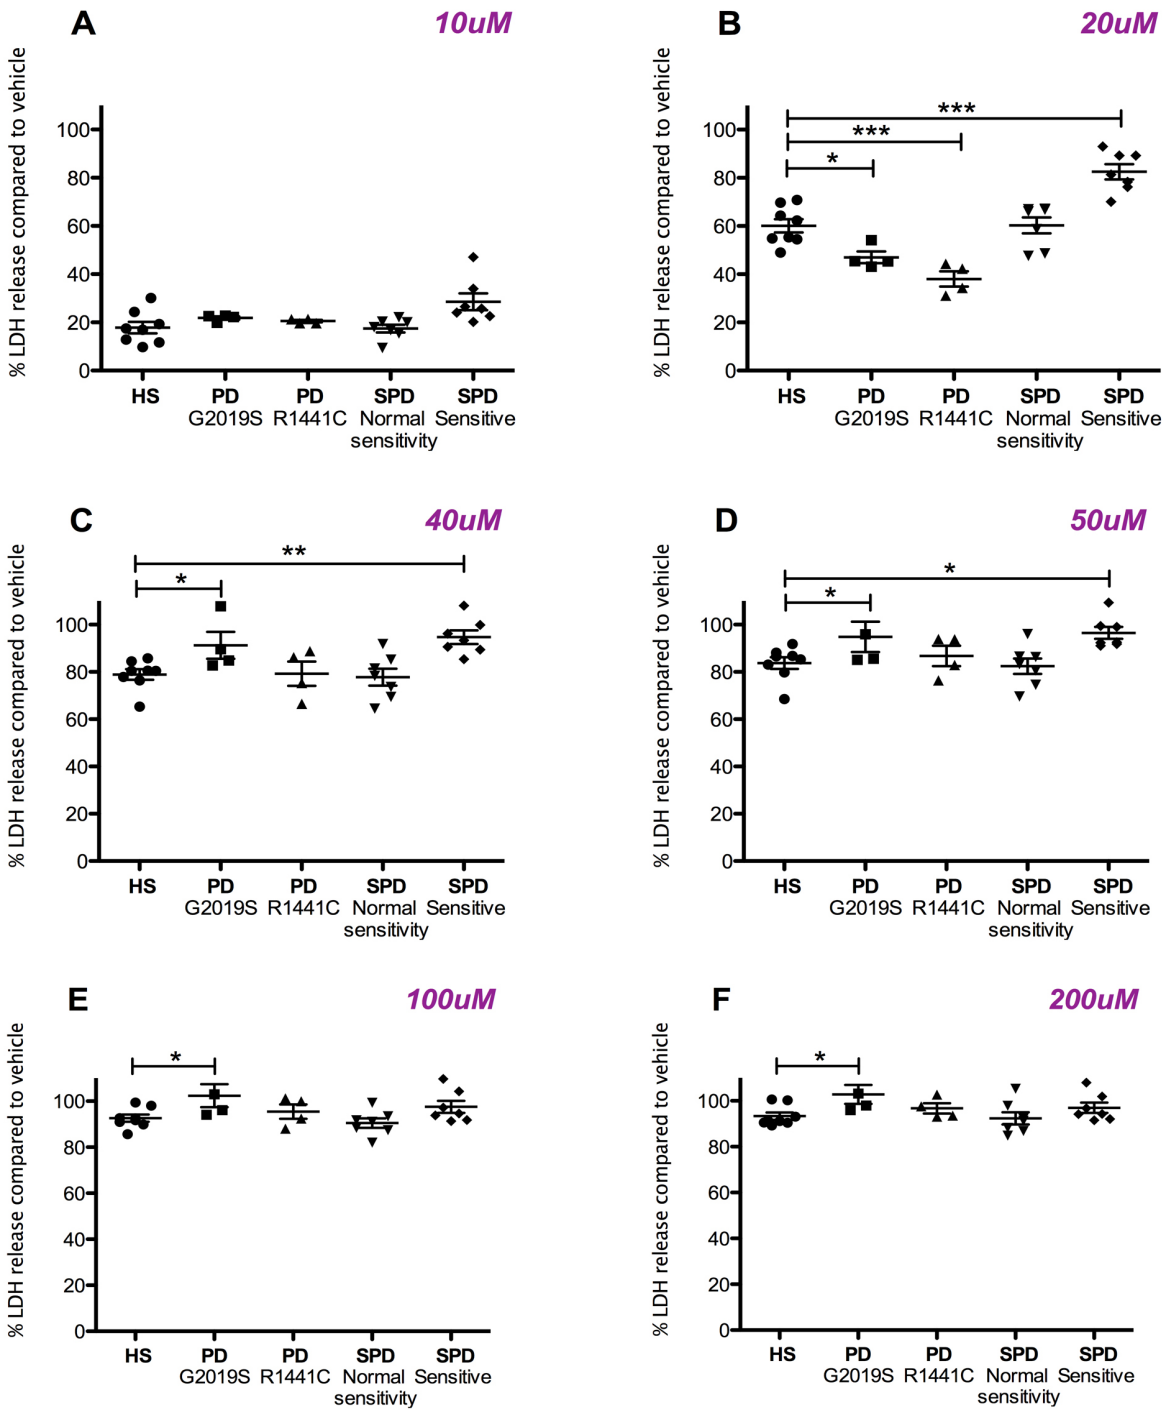 A
10uM
% LDH release compared to vehicle
100
80
60
40
20
0
HS PD PD SPD SPD
G2019S R1441C Normal Sensitive
sensitivity
B
20uM
% LDH release compared to vehicle
***
***
*
100
80
60
40
20
0
HS PD PD SPD SPD
G2019S R1441C Normal Sensitive
sensitivity
C
40uM
% LDH release compared to vehicle
**
*
100
80
60
40
20
0
HS PD PD SPD SPD
G2019S R1441C Normal Sensitive
sensitivity
D
50uM
% LDH release compared to vehicle
*
*
100
80
60
40
20
0
HS PD PD SPD SPD
G2019S R1441C Normal Sensitive
sensitivity
E
100uM
% LDH release compared to vehicle
*
100
80
60
40
20
0
HS PD PD SPD SPD
G2019S R1441C Normal Sensitive
sensitivity
F
200uM
% LDH release compared to vehicle
*
100
80
60
40
20
0
HS PD PD SPD SPD
G2019S R1441C Normal Sensitive
sensitivity